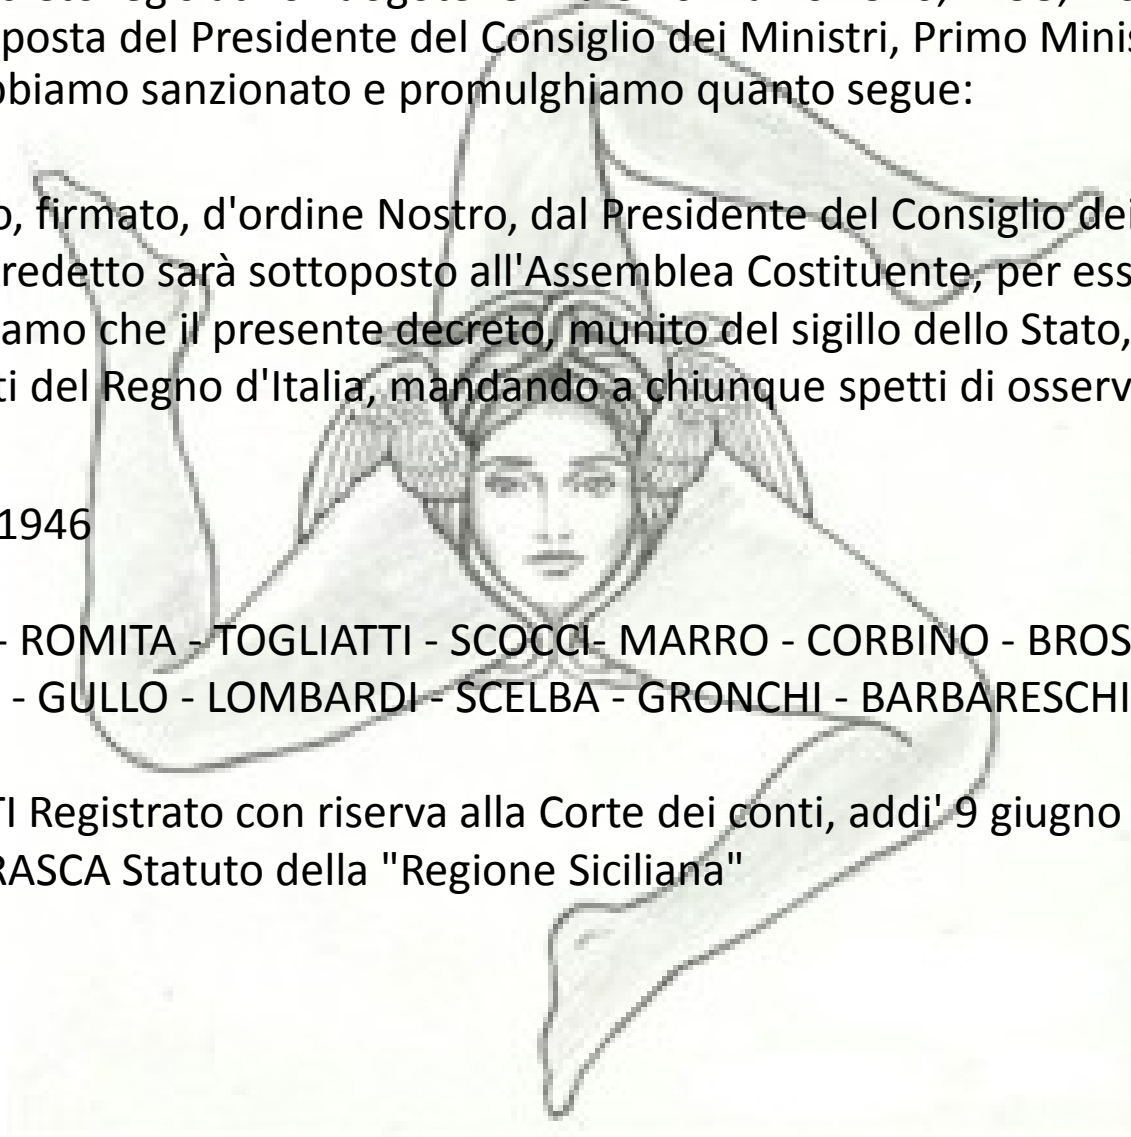 posta del Presidente del Consiglio dei Ministri, Primo Minis
bbiamo sanzionato e promulghiamo quanto segue:
o, firmato, d'ordine Nostro, dal Presidente del Consiglio dei
redetto sarà sottoposto all'Assemblea Costituente, per ess
amo che il presente decreto, munito del sigillo dello Stato,
ti del Regno d'Italia, mandando a chiunque spetti di osserv
1946
- ROMITA - TOGLIATTI - SCOCCI- MARRO - CORBINO - BROS
- GULLO - LOMBARDI - SCELBA - GRONCHI - BARBARESCHI
TI Registrato con riserva alla Corte dei conti, addi' 9 giugno
RASCA Statuto della "Regione Siciliana"